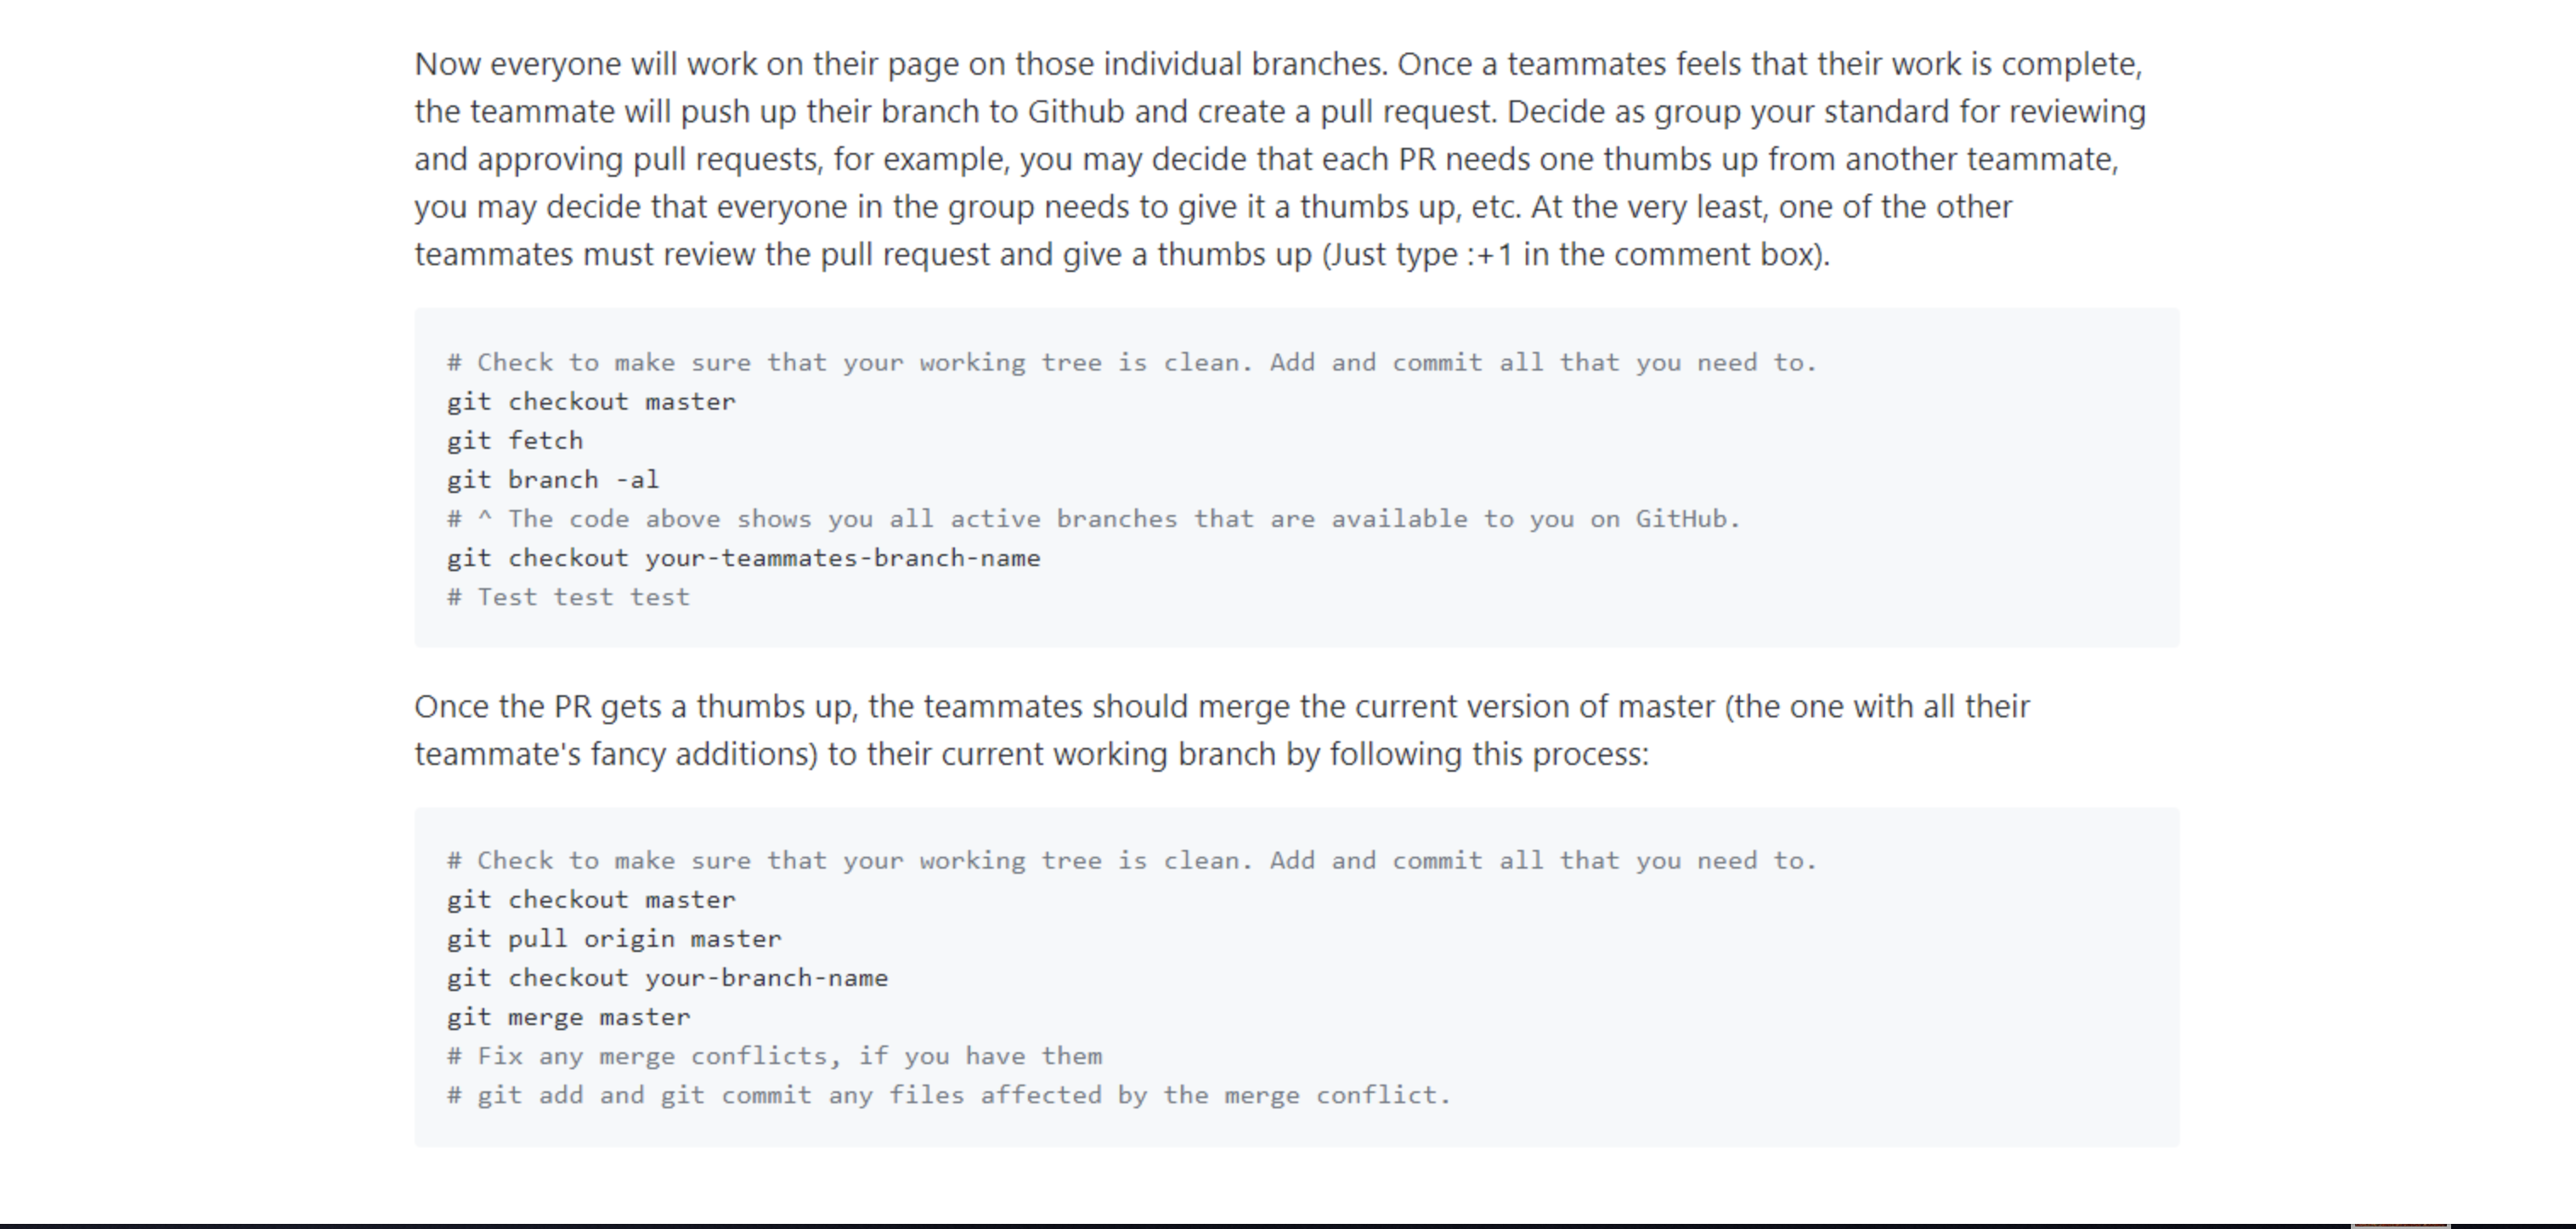 Now everyone will work on their page on those individual branches. Once a teammates feels that their work is complete,
the teammate will push up their branch to Github and create a pull request. Decide as group your standard for reviewing
and approving pull requests, for example, you may decide that each PR needs one thumbs up from another teammate,
you may decide that everyone in the group needs to give it a thumbs up, etc. At the very least, one of the other
teammates must review the pull request and give a thumbs up (Just type :+1 in the comment box).
# Check to make sure that your working tree is clean. Add and commit all that you need to.
git checkout master
git fetch
git branch -al
# ^ The code above shows you all active branches that are available to you on GitHub.
git checkout your-teammates-branch-name
# Test test test
Once the PR gets a thumbs up, the teammates should merge the current version of master (the one with all their
teammate's fancy additions) to their current working branch by following this process:
# Check to make sure that your working tree is clean. Add and commit all that you need to.
git checkout master
git pull origin master
git checkout your-branch-name
git merge master
# Fix any merge conflicts, if you have them
# git add and git commit any files affected by the merge conflict.